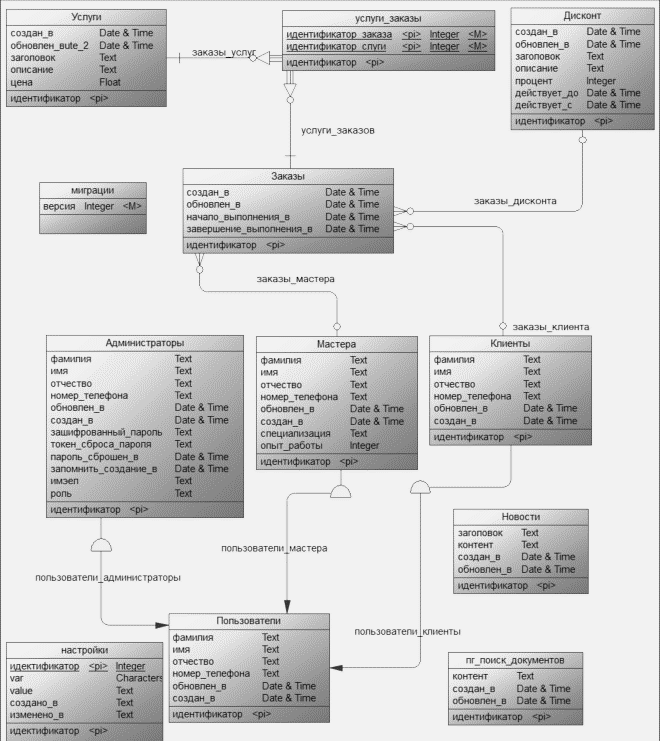 Услуги
создан_в Date & Time
обновлен_bute_2 Date & Time
заголовок Text
описание Text
цена Float
идентификатор <pi>
заказы_услуг
услуги_заказы
идентификатор_заказа <pi> Integer <M>
идентификатор_слуги <pi> Integer <M>
идентификатор <pi>
Дисконт
создан_в Date & Time
обновлен_в Date & Time
заголовок Text
описание Text
процент Integer
действует_до Date & Time
действует_с Date & Time
идентификатор <pi>
услуги_заказов
миграции
версия Integer <M>
Заказы
создан_в Date & Time
обновлен_в Date & Time
начапо_выполнения_в Date & Time
завершение_выполнения_в Date & Time
идентификатор <pi>
заказы_дисконта
заказы_мастера
заказы_клиента
Администраторы
фамилия Text
имя Text
отчество Text
номер_телефона Text
обновлен_в Date & Time
создан_в Date & Time
зашифрованный_пароль Text
токен_сброса_пароля Text
пароль_сброшен_в Date & Time
запомнить_создание_в Date & Time
имэеп Text
роль Text
идентификатор <pi>
Мастера
фамилия Text
имя Text
отчество Text
номер_телефона Text
обновлен_в Date & Time
создан_в Date & Time
специализация Text
опыт_работы Integer
идентификатор <pi>
Клиенты
фамилия Text
имя Text
отчество Text
номер_телефона Text
обновлен_в Date & Time
создан_в Date & Time
идентификатор <pi>
пользователи_мастера
пользователи_администраторы
пользователи_клиенты
Новости
заголовок Text
контент Text
создан_в Date & Time
обновлен_в Date & Time
идентификатор <pi>
Пользователи
фамилия Text
имя Text
отчество Text
номер_телефона Text
обновлен_в Date & Time
создан_в Date & Time
идентификатор <pi>
настройки
идектификатор <pi> Integer
var Characters
value Text
создано_в Text
изменено_в Text
идентификатор <pi>
пг_поиск_документов
контент Text
создан_в Date & Time
обновлен_в Date & Time
идентификатор <pi>